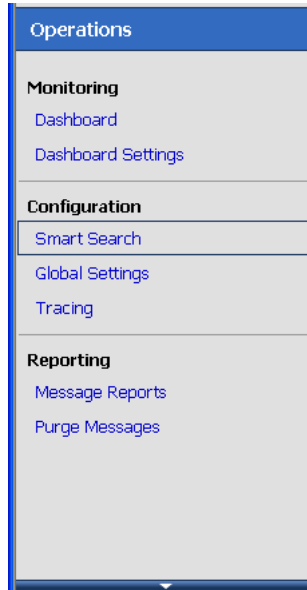 Operations
Monitoring
Dashboard
Dashboard Settings
Configuration
Smart Search
Global Settings
Tracing
Reporting
Message Reports
Purge Messages